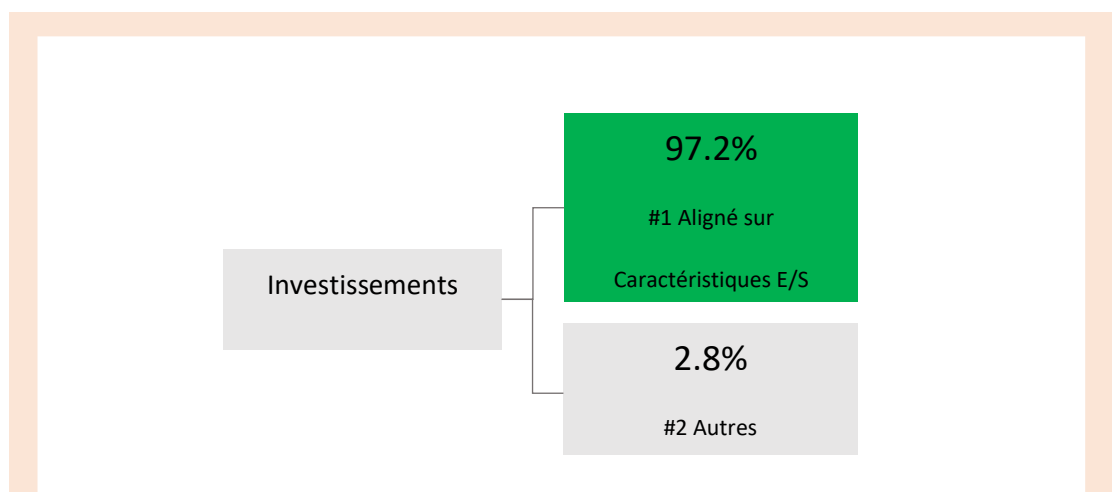 97.2%
#1 Aligné sur
Caractéristiques E/S
Investissements
2.8%
#2 Autres